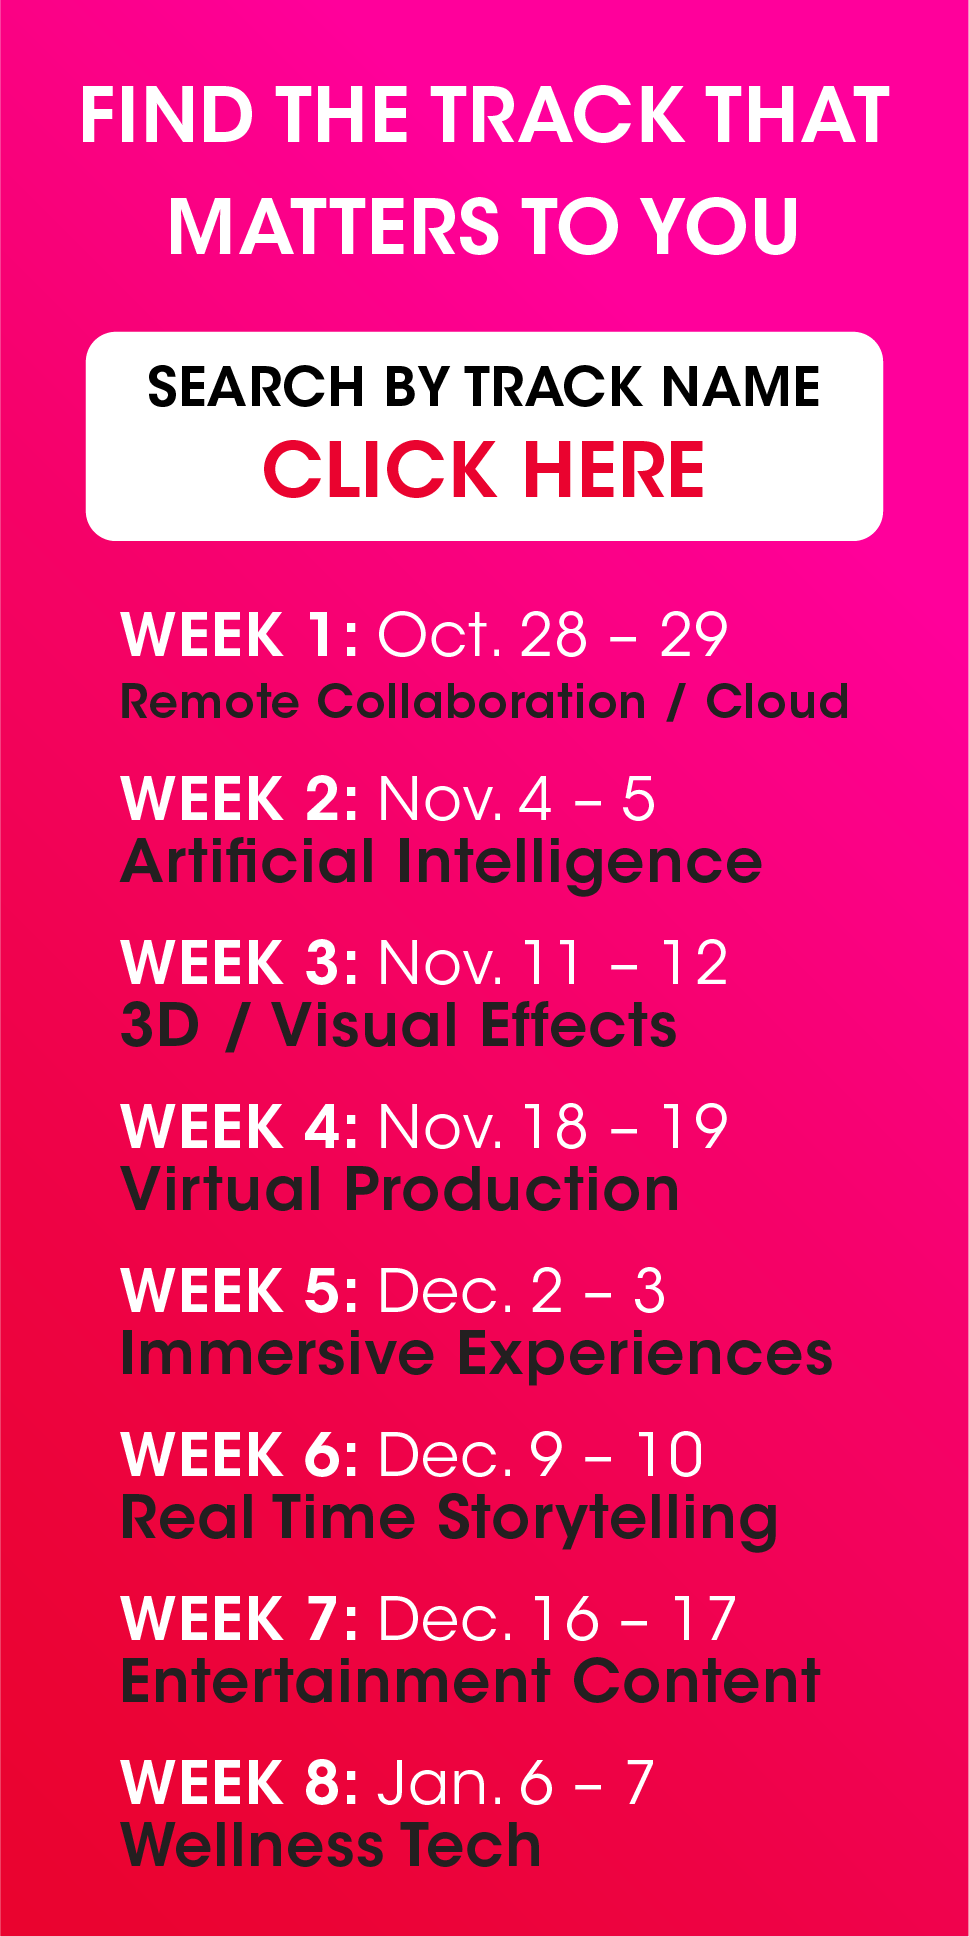 FIND THE TRACK THAT
MATTERS TO YOU
SEARCH BY TRACK NAME
CLICK HERE
WEEK 1: Oct. 28 – 29
Remote Collaboration / Cloud
WEEK 2: Nov. 4 – 5
Artificial Intelligence
WEEK 3: Nov. 11 – 12
3D / Visual Effects
WEEK 4: Nov. 18 – 19
Virtual Production
WEEK 5: Dec. 2 – 3
Immersive Experiences
WEEK 6: Dec. 9 – 10
Real Time Storytelling
WEEK 7: Dec. 16 – 17
Entertainment Content
WEEK 8: Jan. 6 – 7
Wellness Tech